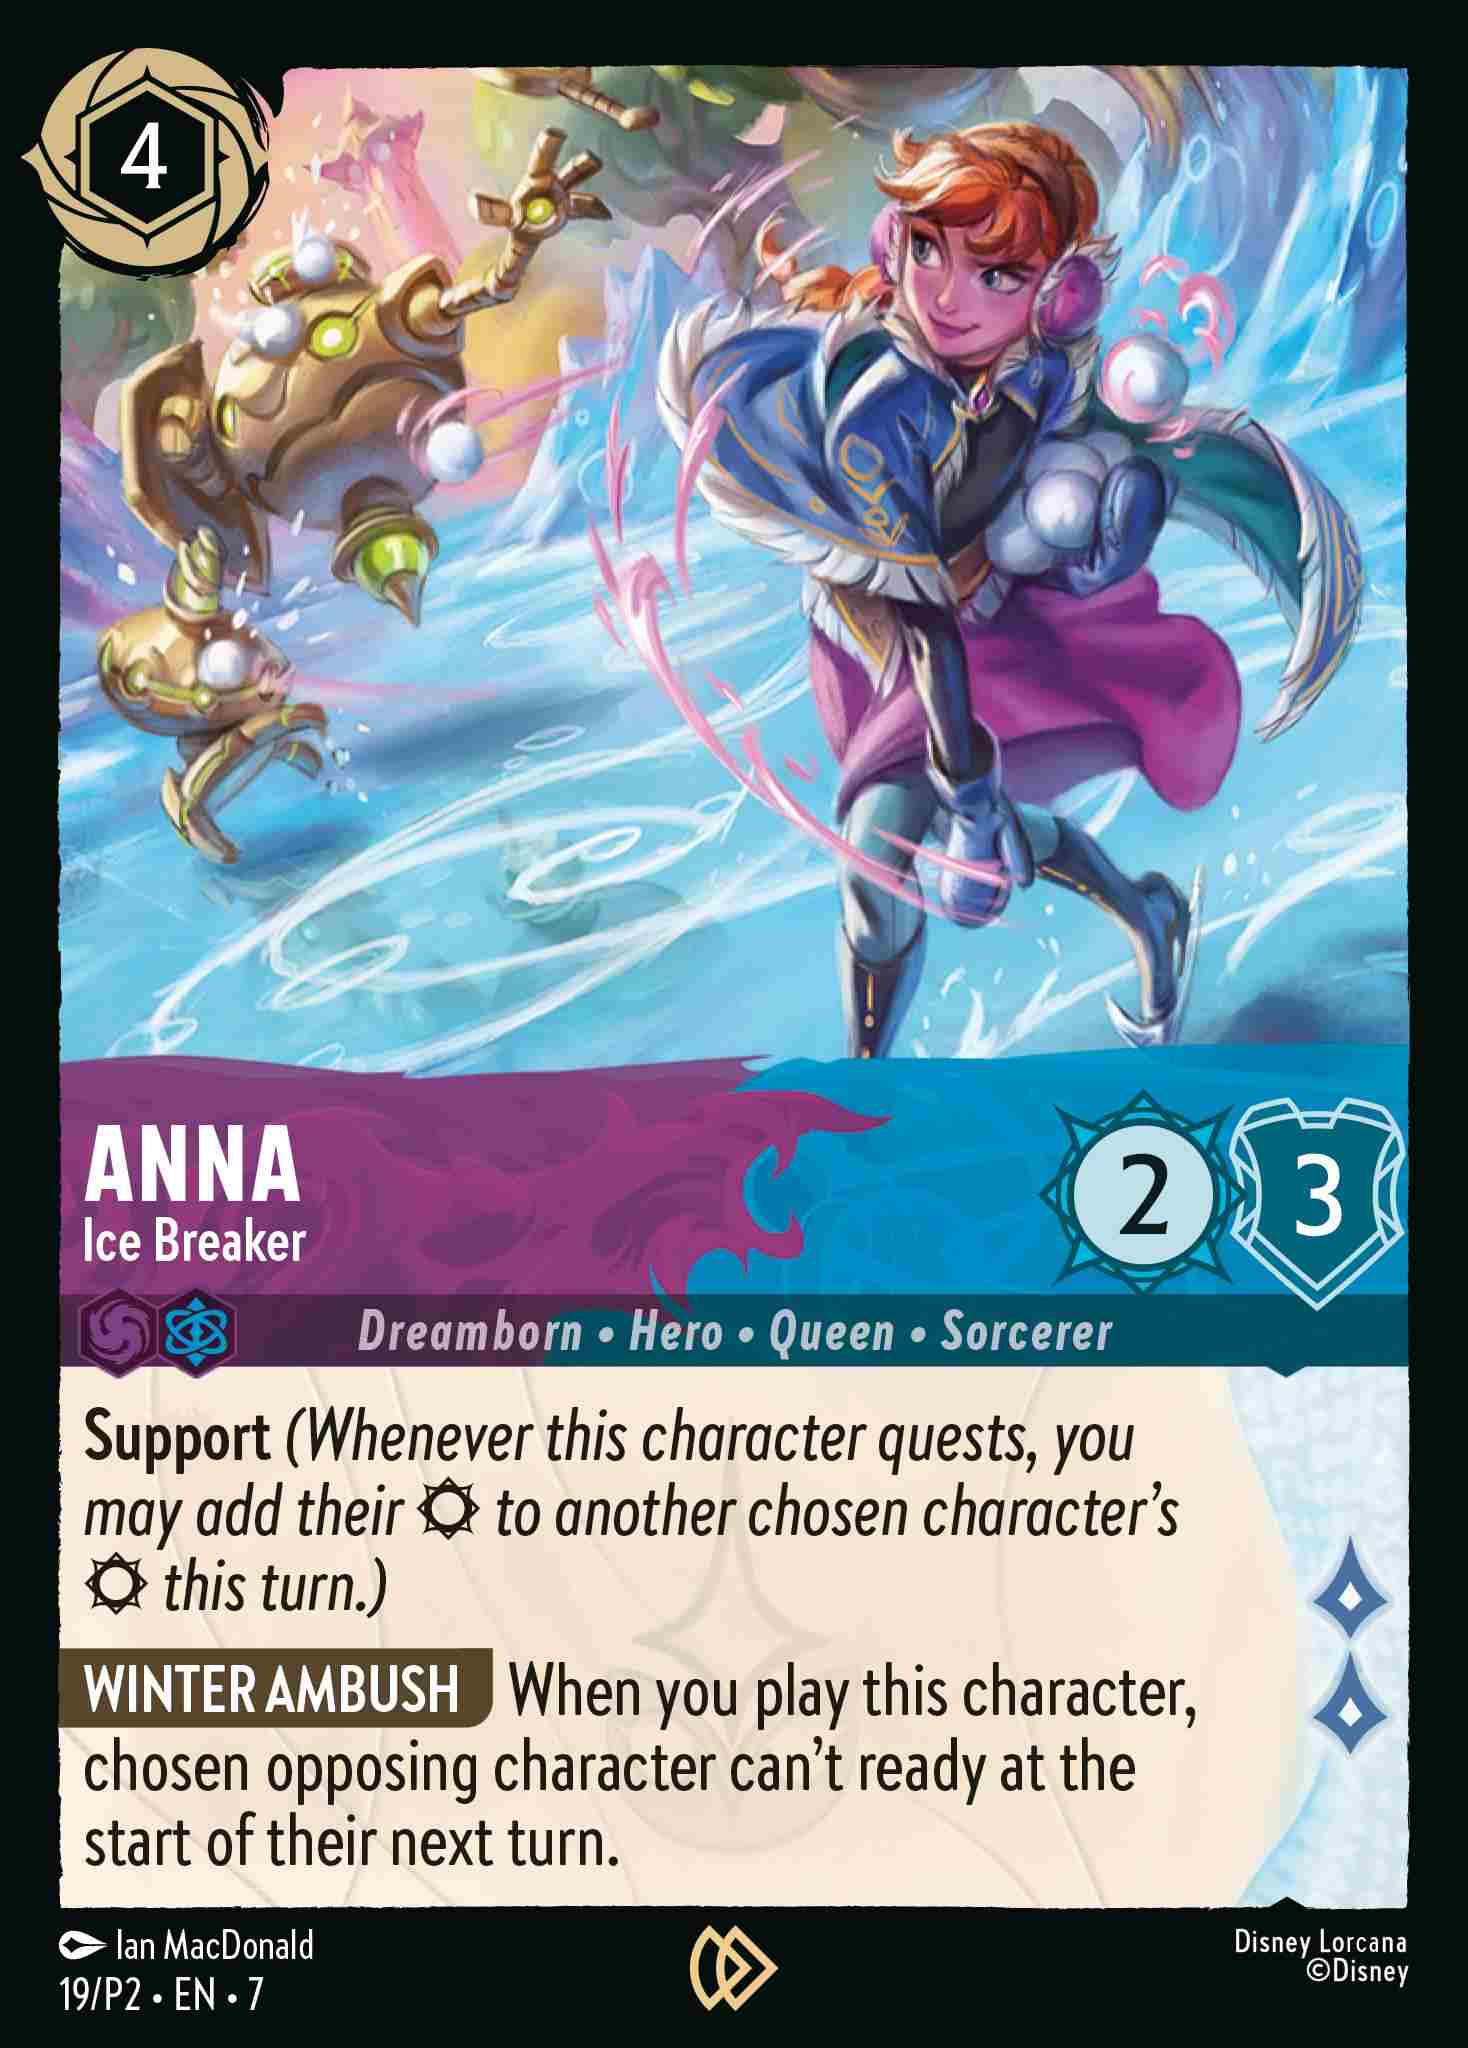 4
ANNA
Ice Breaker
2
3
Dreamborn • Hero • Queen • Sorcerer
Support (Whenever this character quests, you
may add their to another chosen character’s
this turn.)
WINTER AMBUSH When you play this character,
chosen opposing character can’t ready at the
start of their next turn.
Ian MacDonald
19/P2 • EN • 7
Disney Lorcana
©Disney